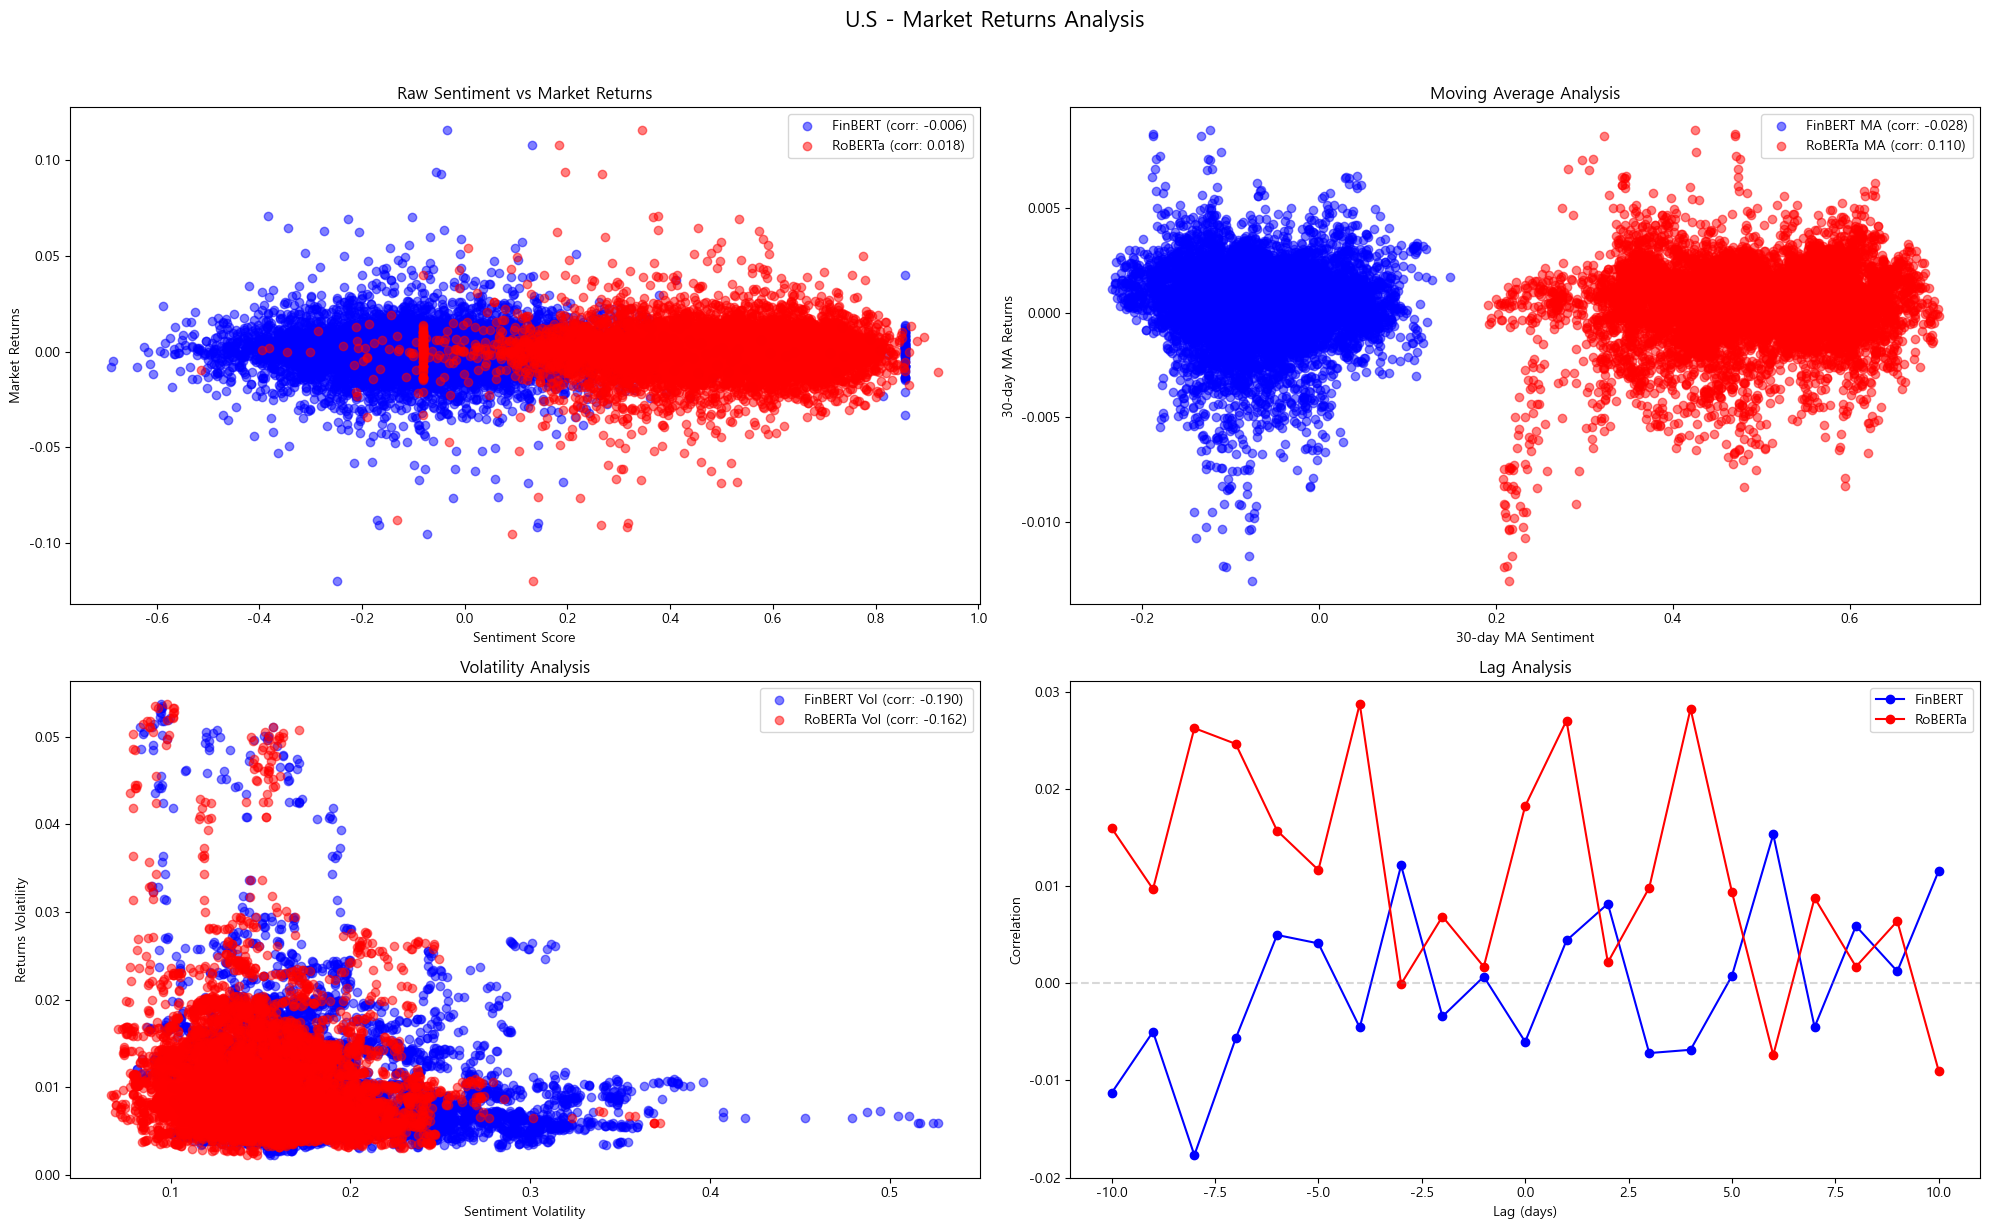 U.S - Market Returns Analysis
Raw Sentiment vs Market Returns
FinBERT (corr: -0.006)
RoBERTa (corr: 0.018)
Market Returns
0.10
0.05
0.00
-0.05
-0.10
-0.6 -0.4 -0.2 0.0 0.2 0.4 0.6 0.8 1.0
Sentiment Score
Moving Average Analysis
FinBERT MA (corr: -0.028)
RoBERTa MA (corr: 0.110)
30-day MA Returns
0.005
0.000
-0.005
-0.010
-0.2 0.0 0.2 0.4 0.6
30-day MA Sentiment
Volatility Analysis
FinBERT Vol (corr: -0.190)
RoBERTa Vol (corr: -0.162)
Returns Volatility
0.05
0.04
0.03
0.02
0.01
0.00
0.1 0.2 0.3 0.4 0.5
Sentiment Volatility
Lag Analysis
FinBERT
RoBERTa
Correlation
0.03
0.02
0.01
0.00
-0.01
-0.02
-10.0 -7.5 -5.0 -2.5 0.0 2.5 5.0 7.5 10.0
Lag (days)